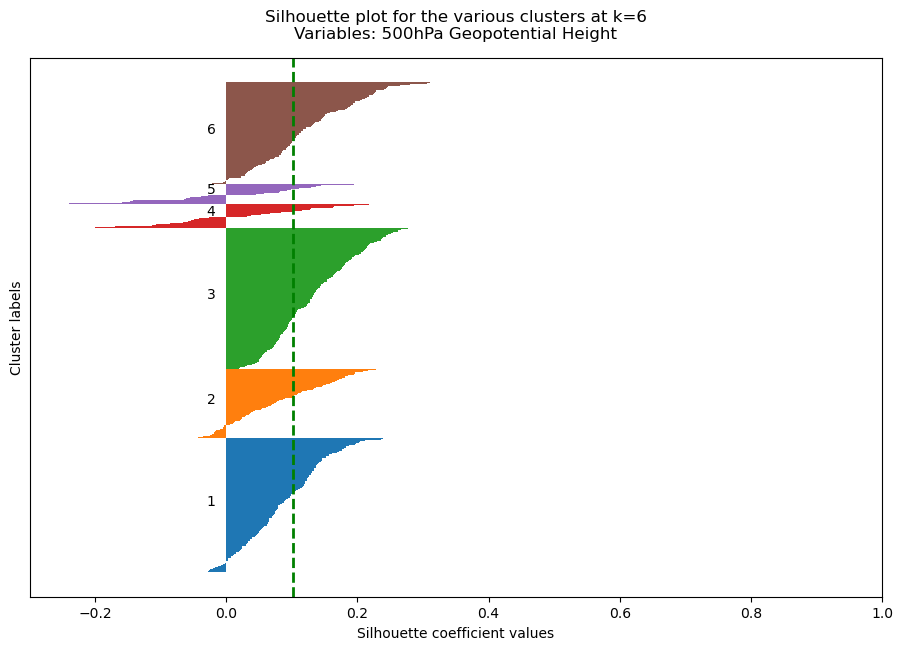 Silhouette plot for the various clusters at k=6
Variables: 500hPa Geopotential Height
Cluster labels
6
5
4
3
2
1
−0.2 0.0 0.2 0.4 0.6 0.8 1.0
Silhouette coefficient values